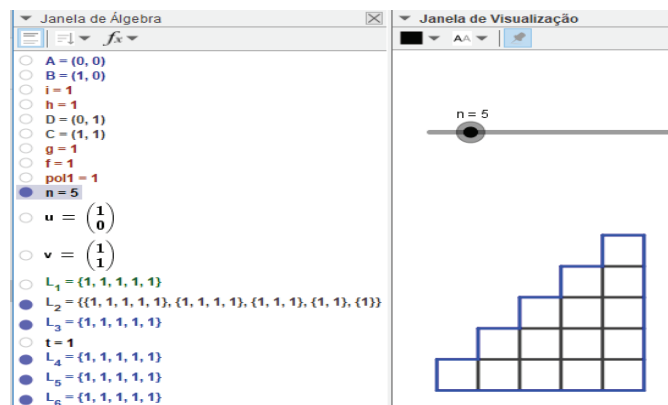 Janela de Álgebra
A = (0, 0)
B = (1, 0)
i = 1
h = 1
D = (0, 1)
C = (1, 1)
g = 1
f = 1
pol1 = 1
n = 5
u = (1 0)
v = (1 1)
L1 = {1, 1, 1, 1, 1}
L2 = {{1, 1, 1, 1, 1}, {1, 1, 1, 1}, {1, 1, 1}, {1, 1}, {1}}
L3 = {1, 1, 1, 1, 1}
t = 1
L4 = {1, 1, 1, 1, 1}
L5 = {1, 1, 1, 1, 1}
L6 = {1, 1, 1, 1, 1}
fx
Janela de Visualização
AA
n = 5